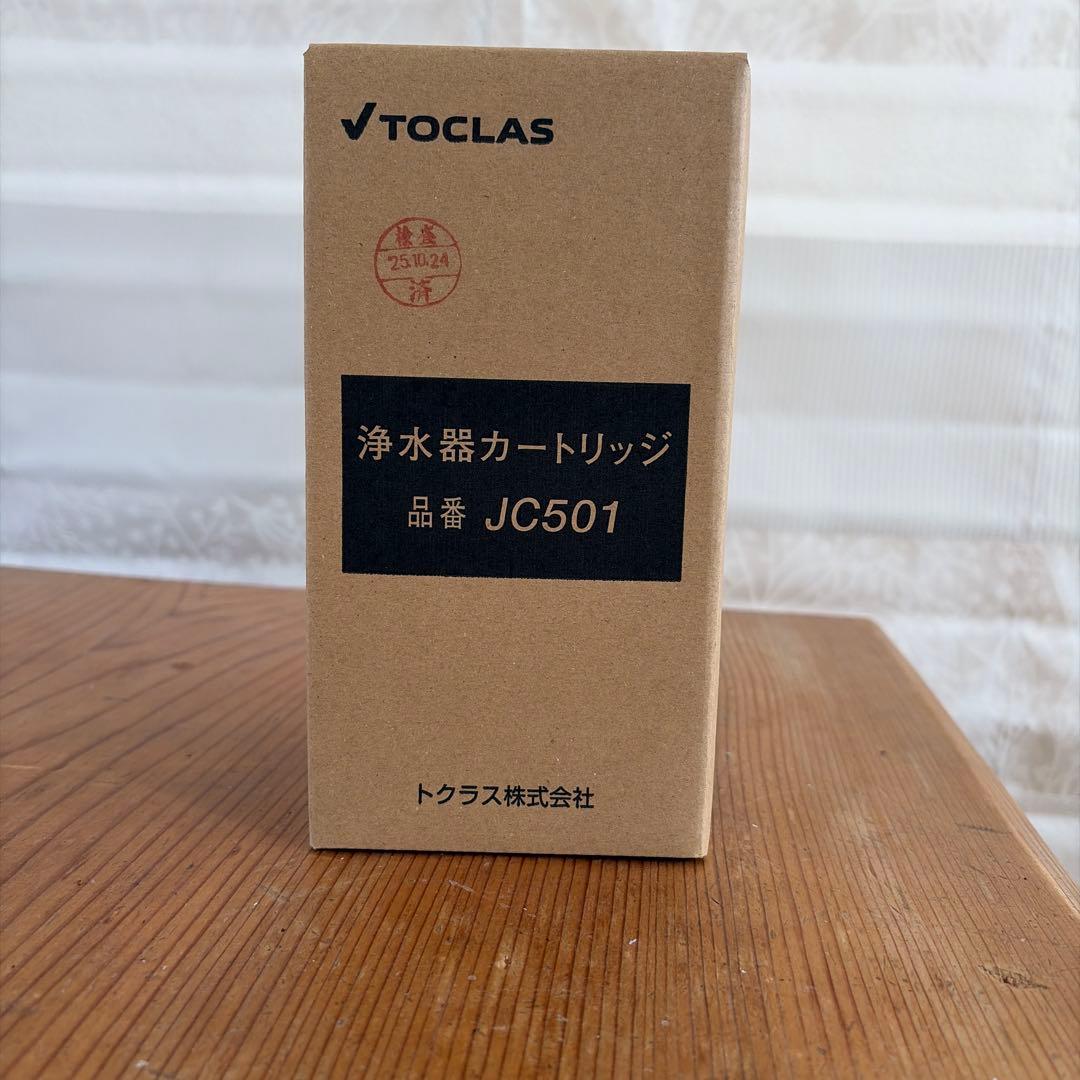 TOCLAS
検査
'25.10.24
済
浄水器カートリッジ
品番 JC501
トクラス株式会社